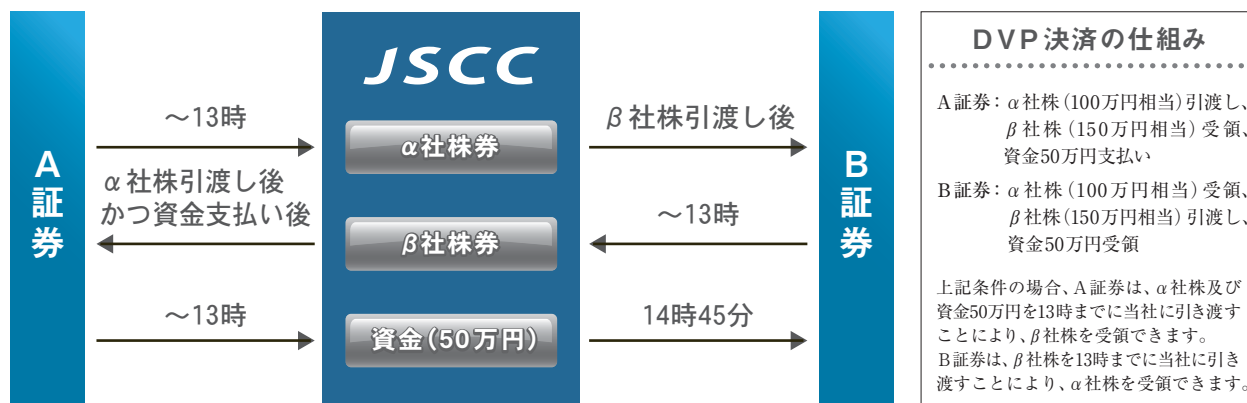 A証券
～13時
α社株引渡し後
かつ資金支払い後
～13時
JSCC
α社株券
β社株券
資金（50万円）
β社株引渡し後
～13時
14時45分
B証券
DVP決済の仕組み
A証券：α社株（100万円相当）引渡し、
β社株（150万円相当）受領、
資金50万円支払い
B証券：α社株（100万円相当）受領、
β社株（150万円相当）引渡し、
資金50万円受領
上記条件の場合、A証券は、α社株及び
資金50万円を13時までに当社に引き渡す
ことにより、β社株を受領できます。
B証券は、β社株を13時までに当社に引き
渡すことにより、α社株を受領できます。